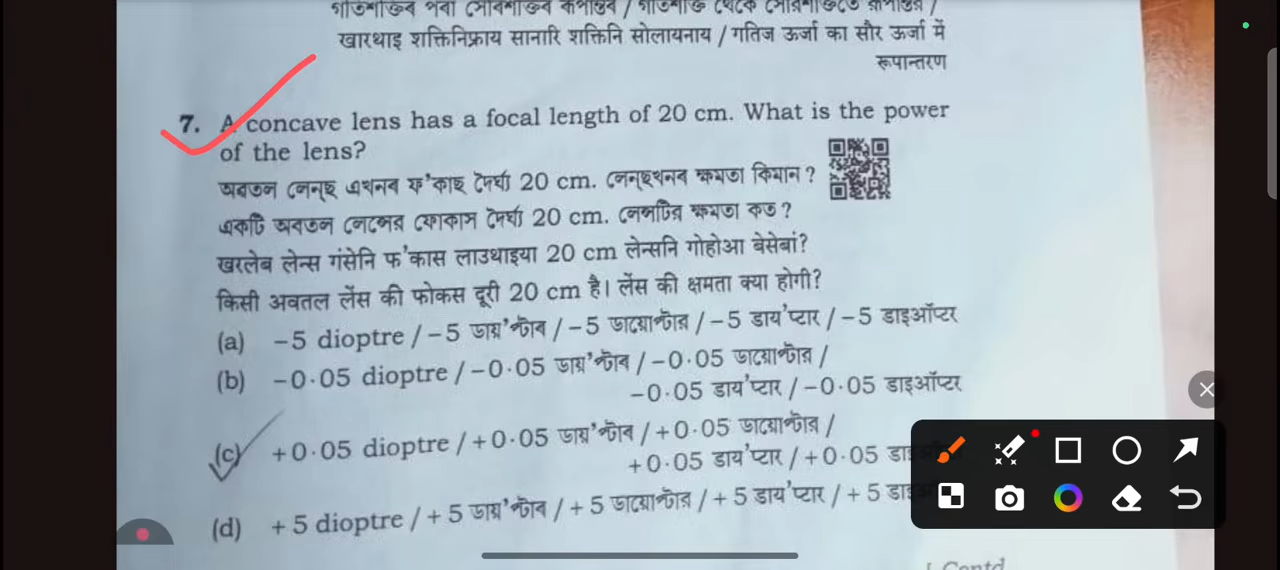 खारथाइ शक्तिनिफ्राय सानारि शक्तिनि सोलायनाय / गतिज ऊर्जा का सौर ऊर्जा में
रूपान्तरण
7. A concave lens has a focal length of 20 cm. What is the power
of the lens?
অৱতল লেন্‌ছ এখনৰ ফ'কাছ দৈৰ্ঘ্য 20 cm. লেন্‌ছখনৰ ক্ষমতা কিমান ?
একটি অবতল লেন্সের ফোকাস দৈর্ঘ্য 20 cm. লেন্সটির ক্ষমতা কত ?
खरलेब लेन्स गंसेनि फ'कास लाउथाइया 20 cm लेन्सनि गोहोआ बेसेबां?
किसी अवतल लेंस की फोकस दूरी 20 cm है। लेंस की क्षमता क्या होगी?
(a) −5 dioptre / −5 ডায়'প্টাৰ / −5 ডায়োপ্টার / −5 डाय'प्टार / −5 डाइऑप्टर
(b) −0·05 dioptre / −0·05 ডায়'প্টাৰ / −0·05 ডায়োপ্টার /
−0·05 डाय'प्टार / −0·05 डाइऑप्टर
(c) +0·05 dioptre / +0·05 ডায়'প্টাৰ / +0·05 ডায়োপ্টার /
+0·05 डाय'प्टार / +0·05
(d) +5 dioptre / +5 ডায়'প্টাৰ / +5 ডায়োপ্টার / +5 डाय'प्टार / +5